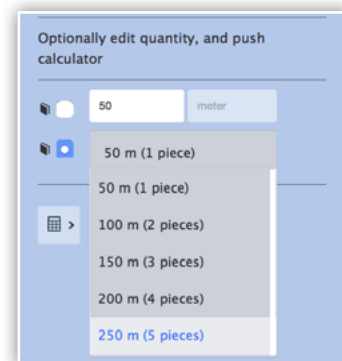 Optionally edit quantity, and push
calculator
50 meter
50 m (1 piece)
50 m (1 piece)
100 m (2 pieces)
150 m (3 pieces)
200 m (4 pieces)
250 m (5 pieces)